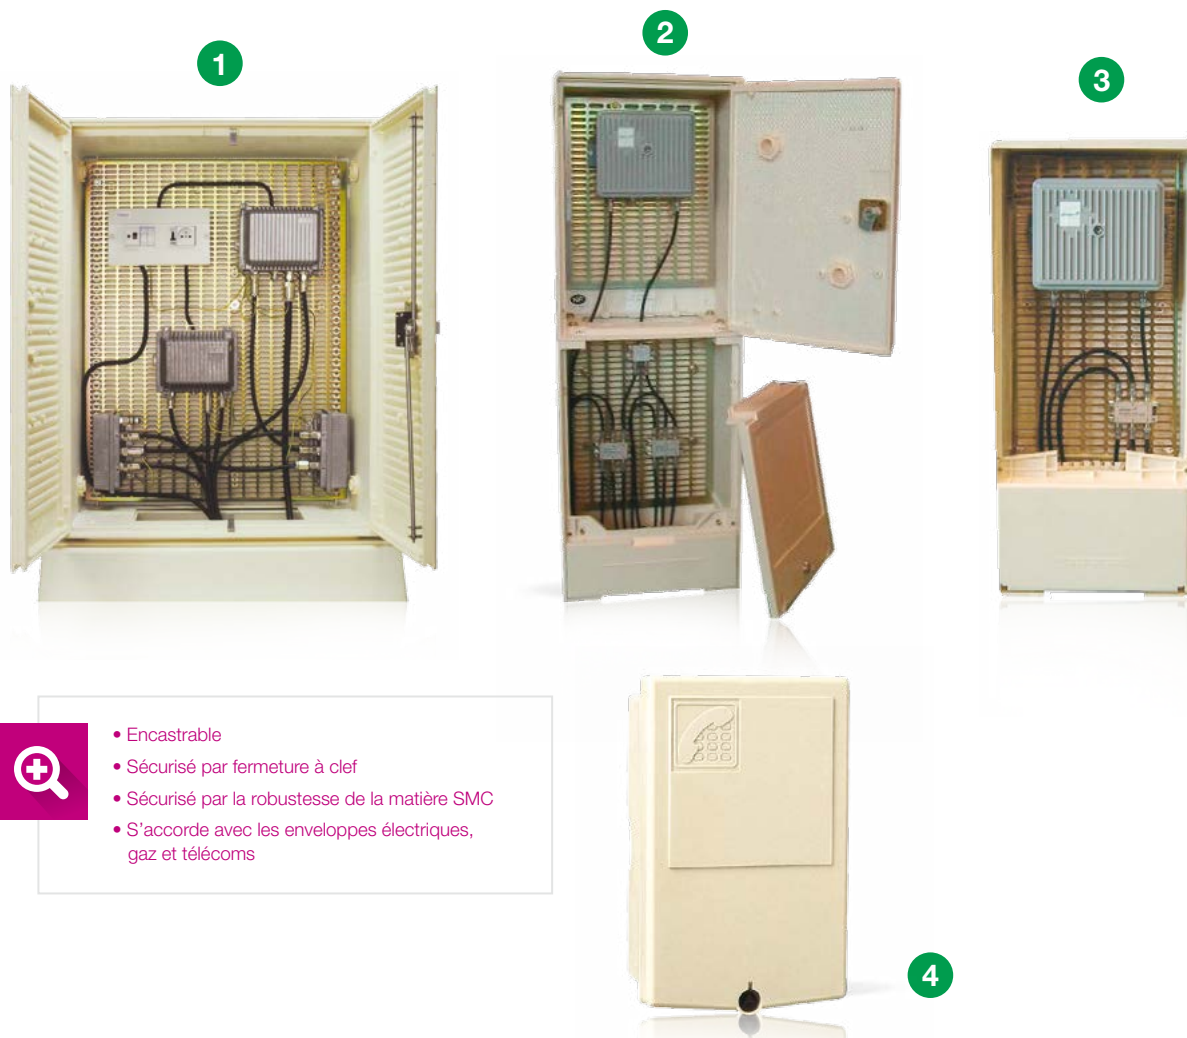 1
2
3
• Encastrable
• Sécurisé par fermeture à clef
• Sécurisé par la robustesse de la matière SMC
• S’accorde avec les enveloppes électriques,
gaz et télécoms
4